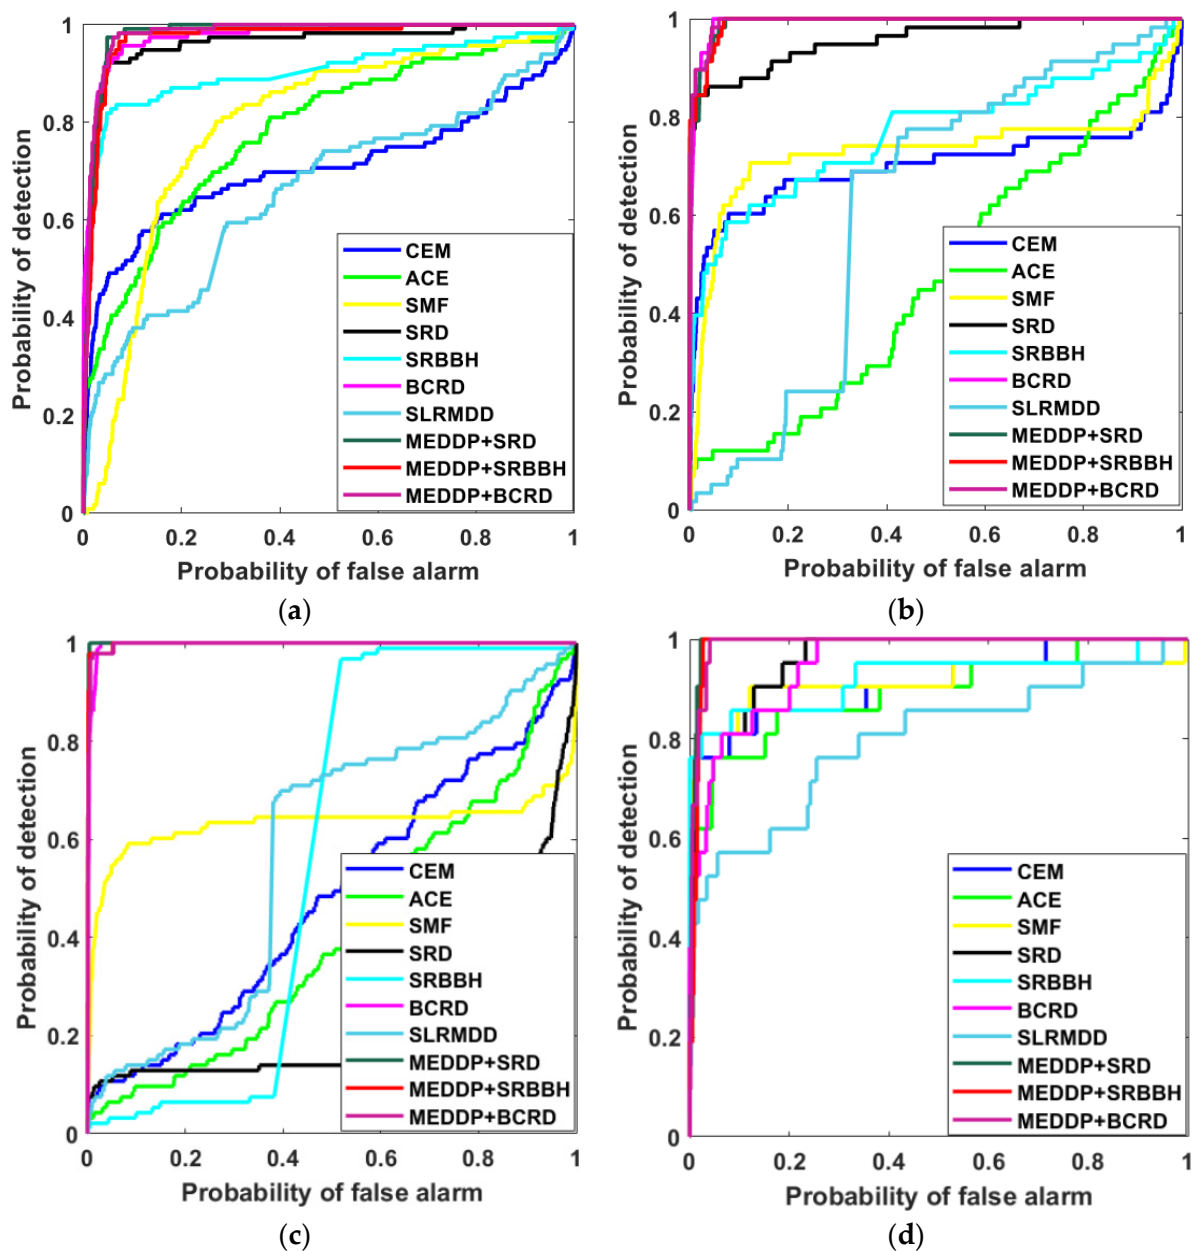 Probability of detection
1
0.8
0.6
0.4
0.2
0
0 0.2 0.4 0.6 0.8 1
Probability of false alarm
CEM
ACE
SMF
SRD
SRBBH
BCRD
SLRMDD
MEDDP+SRD
MEDDP+SRBBH
MEDDP+BCRD
(a)
Probability of detection
1
0.8
0.6
0.4
0.2
0
0 0.2 0.4 0.6 0.8 1
Probability of false alarm
CEM
ACE
SMF
SRD
SRBBH
BCRD
SLRMDD
MEDDP+SRD
MEDDP+SRBBH
MEDDP+BCRD
(b)
Probability of detection
1
0.8
0.6
0.4
0.2
0
0 0.2 0.4 0.6 0.8 1
Probability of false alarm
CEM
ACE
SMF
SRD
SRBBH
BCRD
SLRMDD
MEDDP+SRD
MEDDP+SRBBH
MEDDP+BCRD
(c)
Probability of detection
1
0.8
0.6
0.4
0.2
0
0 0.2 0.4 0.6 0.8 1
Probability of false alarm
CEM
ACE
SMF
SRD
SRBBH
BCRD
SLRMDD
MEDDP+SRD
MEDDP+SRBBH
MEDDP+BCRD
(d)